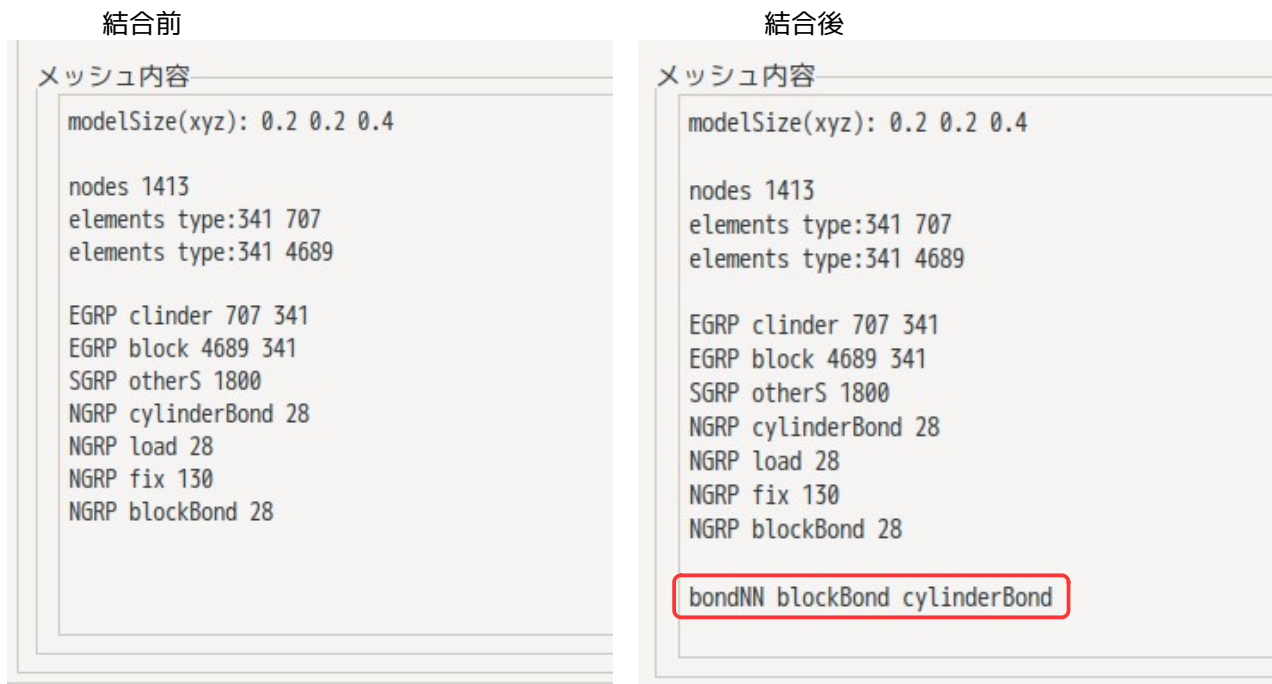 結合前
メッシュ内容
modelSize(xyz): 0.2 0.2 0.4
nodes 1413
elements type:341 707
elements type:341 4689
EGRP clinder 707 341
EGRP block 4689 341
SGRP otherS 1800
NGRP cylinderBond 28
NGRP load 28
NGRP fix 130
NGRP blockBond 28
結合後
メッシュ内容
modelSize(xyz): 0.2 0.2 0.4
nodes 1413
elements type:341 707
elements type:341 4689
EGRP clinder 707 341
EGRP block 4689 341
SGRP otherS 1800
NGRP cylinderBond 28
NGRP load 28
NGRP fix 130
NGRP blockBond 28
bondNN blockBond cylinderBond